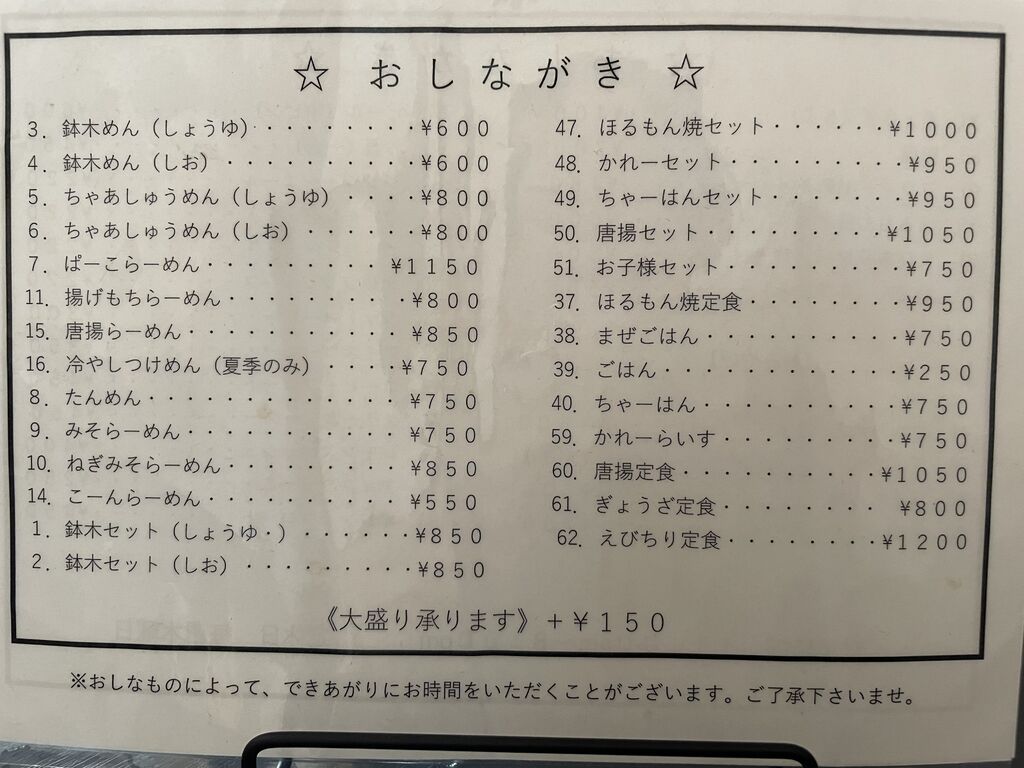 ☆ おしながき ☆
3. 鉢木めん（しょうゆ）・・・・・・・・・¥600
4. 鉢木めん（しお）・・・・・・・・・・¥600
5. ちゃあしゅうめん（しょうゆ）・・・・¥800
6. ちゃあしゅうめん（しお）・・・・・・¥800
7. ぱーこらーめん・・・・・・・・・¥1150
11. 揚げもちらーめん・・・・・・・・・¥800
15. 唐揚らーめん・・・・・・・・・・・¥850
16. 冷やしつけめん（夏季のみ）・・・・¥750
8. たんめん・・・・・・・・・・・・・¥750
9. みそらーめん・・・・・・・・・・・¥750
10. ねぎみそらーめん・・・・・・・・・¥850
14. こーんらーめん・・・・・・・・・・¥550
1. 鉢木セット（しょうゆ・）・・・・・・¥850
2. 鉢木セット（しお）・・・・・・・・・¥850
47. ほるもん焼セット・・・・・・¥1000
48. かれーセット・・・・・・・・・¥950
49. ちゃーはんセット・・・・・・・¥950
50. 唐揚セット・・・・・・・・・¥1050
51. お子様セット・・・・・・・・・¥750
37. ほるもん焼定食・・・・・・・・¥950
38. まぜごはん・・・・・・・・・・¥750
39. ごはん・・・・・・・・・・・・¥250
40. ちゃーはん・・・・・・・・・・¥750
59. かれーらいす・・・・・・・・・¥750
60. 唐揚定食・・・・・・・・・・¥1050
61. ぎょうざ定食・・・・・・・・ ¥800
62. えびちり定食・・・・・・・・¥1200
《大盛り承ります》＋¥150
※おしなものによって、できあがりにお時間をいただくことがございます。ご了承下さいませ。